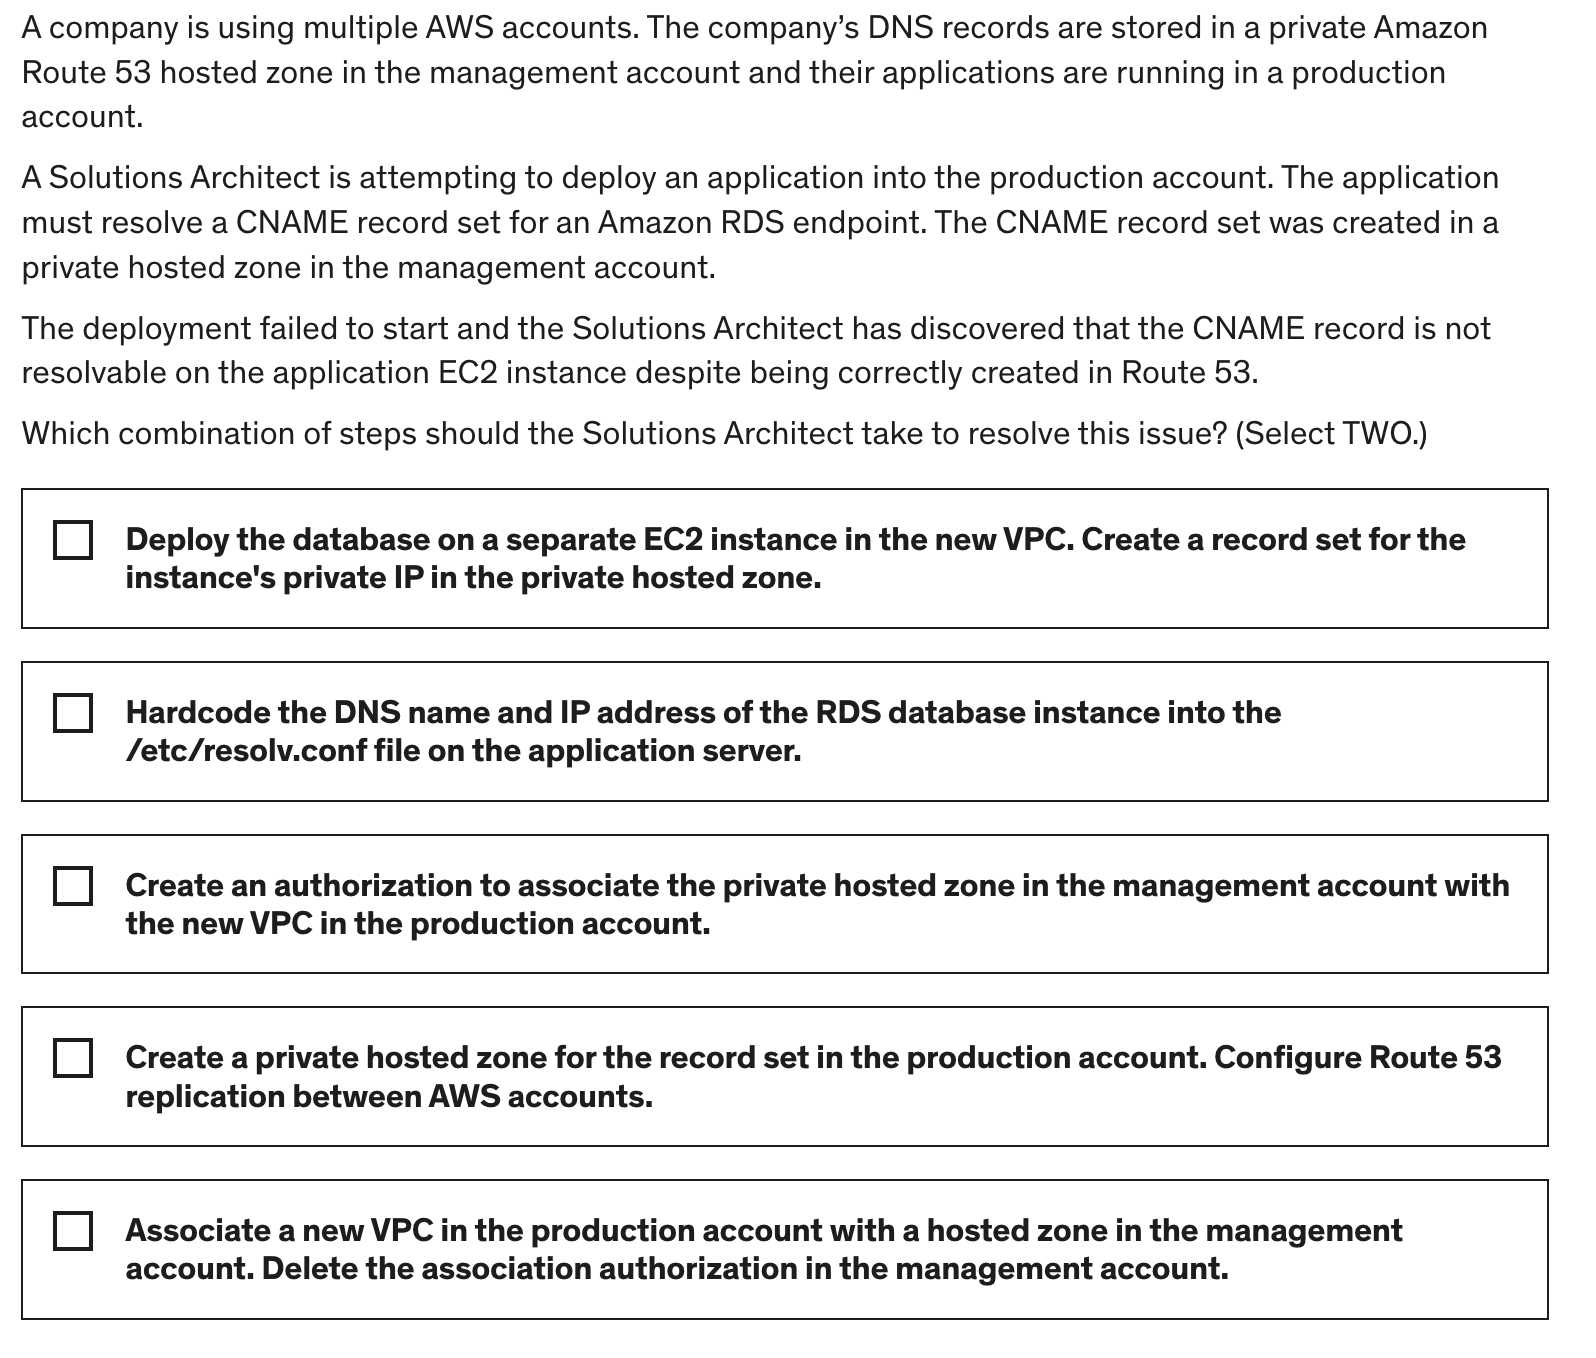 A company is using multiple AWS accounts. The company’s DNS records are stored in a private Amazon
Route 53 hosted zone in the management account and their applications are running in a production
account.
A Solutions Architect is attempting to deploy an application into the production account. The application
must resolve a CNAME record set for an Amazon RDS endpoint. The CNAME record set was created in a
private hosted zone in the management account.
The deployment failed to start and the Solutions Architect has discovered that the CNAME record is not
resolvable on the application EC2 instance despite being correctly created in Route 53.
Which combination of steps should the Solutions Architect take to resolve this issue? (Select TWO.)
Deploy the database on a separate EC2 instance in the new VPC. Create a record set for the
instance's private IP in the private hosted zone.
Hardcode the DNS name and IP address of the RDS database instance into the
/etc/resolv.conf file on the application server.
Create an authorization to associate the private hosted zone in the management account with
the new VPC in the production account.
Create a private hosted zone for the record set in the production account. Configure Route 53
replication between AWS accounts.
Associate a new VPC in the production account with a hosted zone in the management
account. Delete the association authorization in the management account.